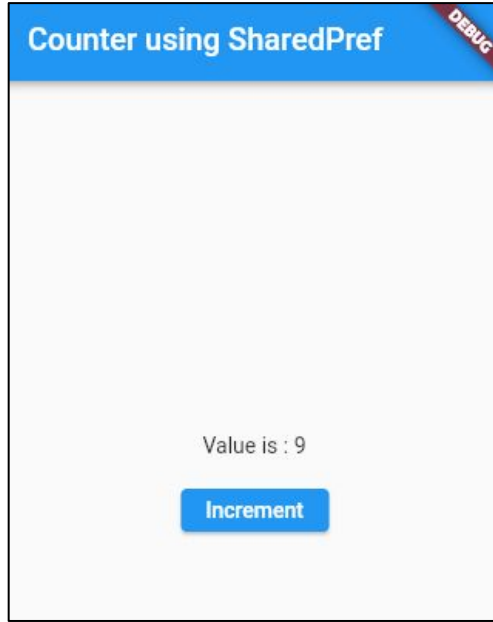 Counter using SharedPref
DEBUG
Value is : 9
Increment